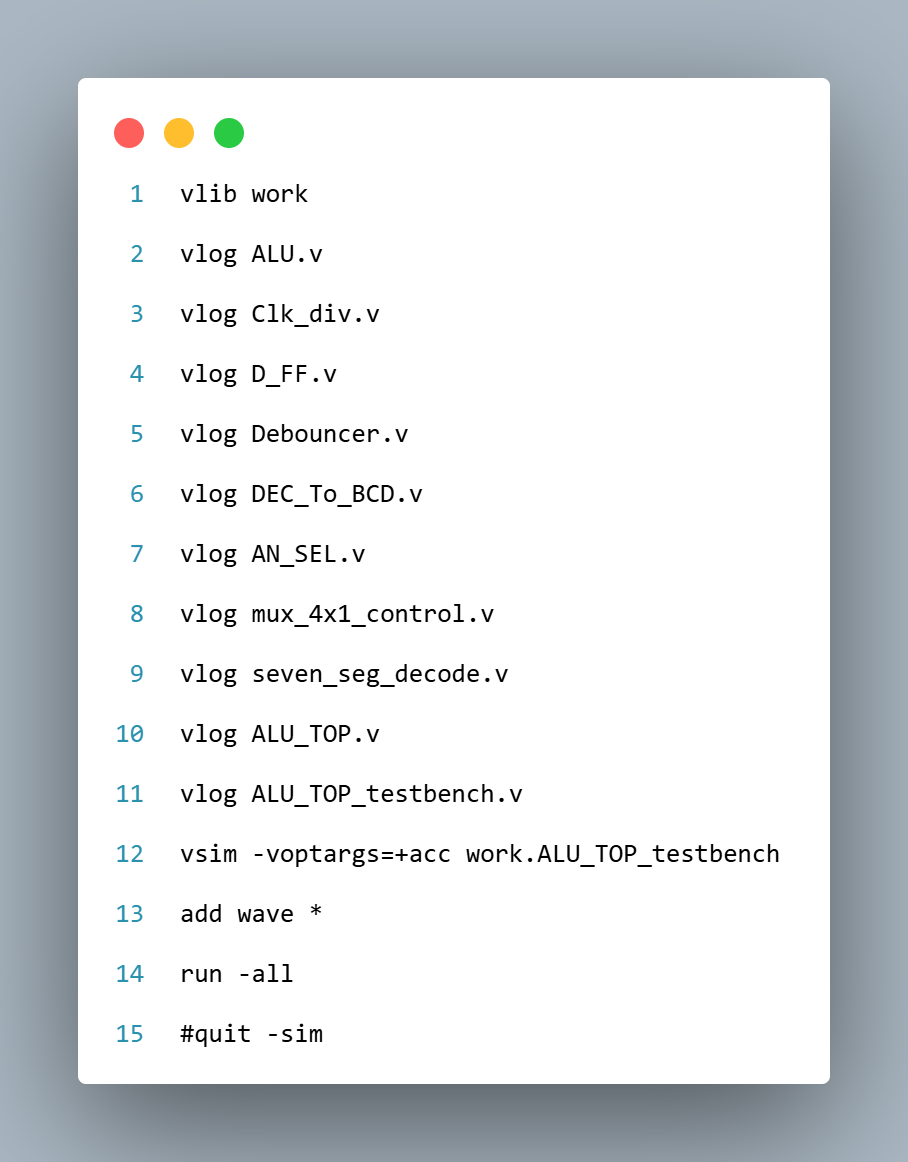 1 vlib work
2 vlog ALU.v
3 vlog Clk_div.v
4 vlog D_FF.v
5 vlog Debouncer.v
6 vlog DEC_To_BCD.v
7 vlog AN_SEL.v
8 vlog mux_4x1_control.v
9 vlog seven_seg_decode.v
10 vlog ALU_TOP.v
11 vlog ALU_TOP_testbench.v
12 vsim -voptargs=+acc work.ALU_TOP_testbench
13 add wave *
14 run -all
15 #quit -sim